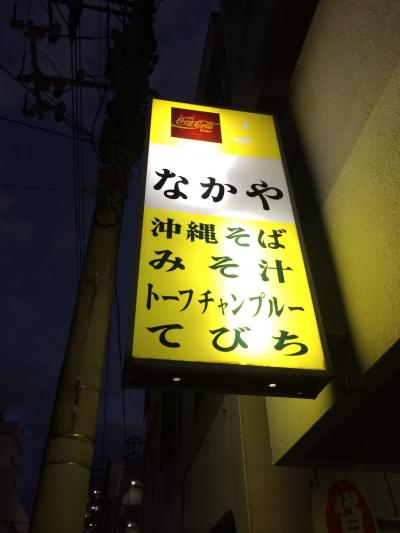 Coca-Cola
なかや
沖縄そば
みそ汁
トーフチャンプルー
てびち